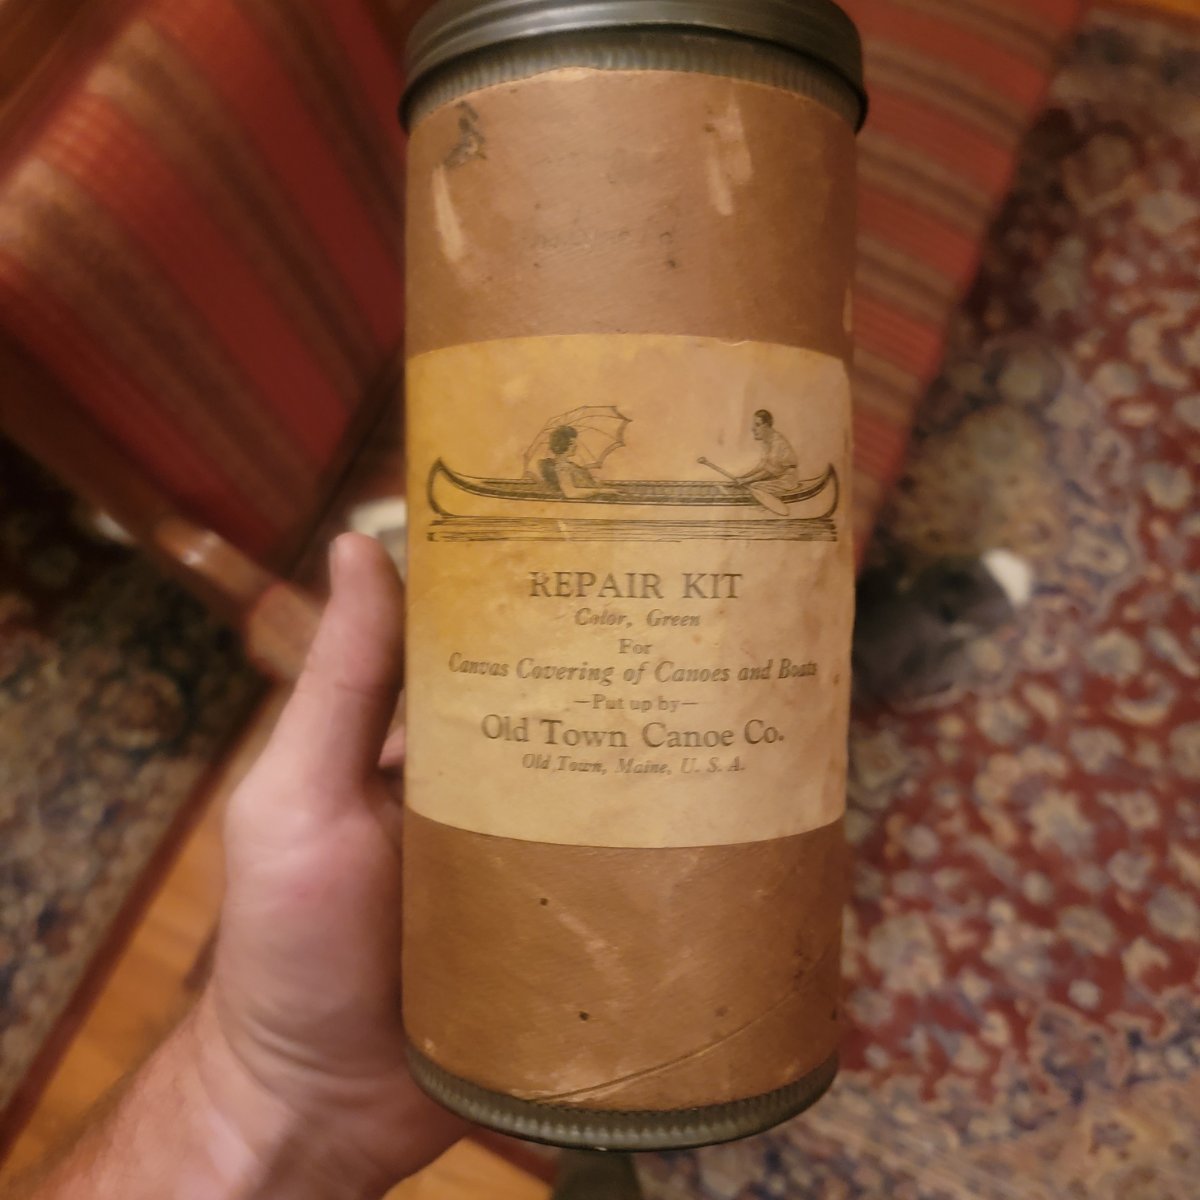 REPAIR KIT
Color, Green
For
Canvas Covering of Canoes and Boats
—Put up by—
Old Town Canoe Co.
Old Town, Maine, U. S. A.